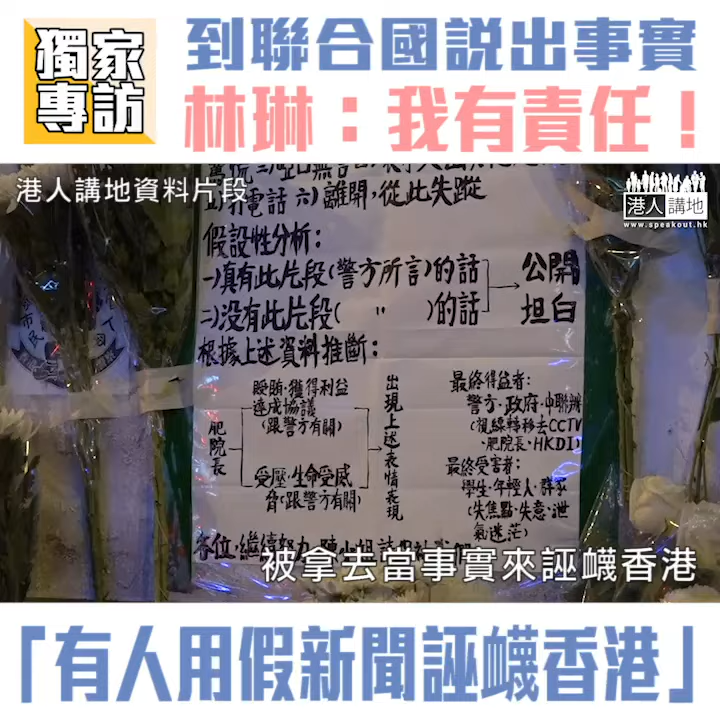 獨家
專訪
到聯合國說出事實
林琳：我有責任！
港人講地資料片段
港人講地
www.speakout.hk
打電話 六)離開,從此失蹤
假設性分析：
一)真有此片段(警方所言)的話
二)没有此片段( 〃 )的話
公開
坦白
根據上述資料推斷：
肥院長
瞍賄·獲得利益
達成協議
(跟警方有關)
受壓·生命受威
脅(跟警方有關)
出現上述表情表現
最終得益者：
警方·政府·中聯辦
(視線轉移去CCTV
·肥院長·HKDI)
最終受害者：
學生·年輕人·群眾
(失焦點·失意·泄
氣迷茫)
各位,繼續努力
被拿去當事實來誣衊香港
「有人用假新聞誣衊香港」